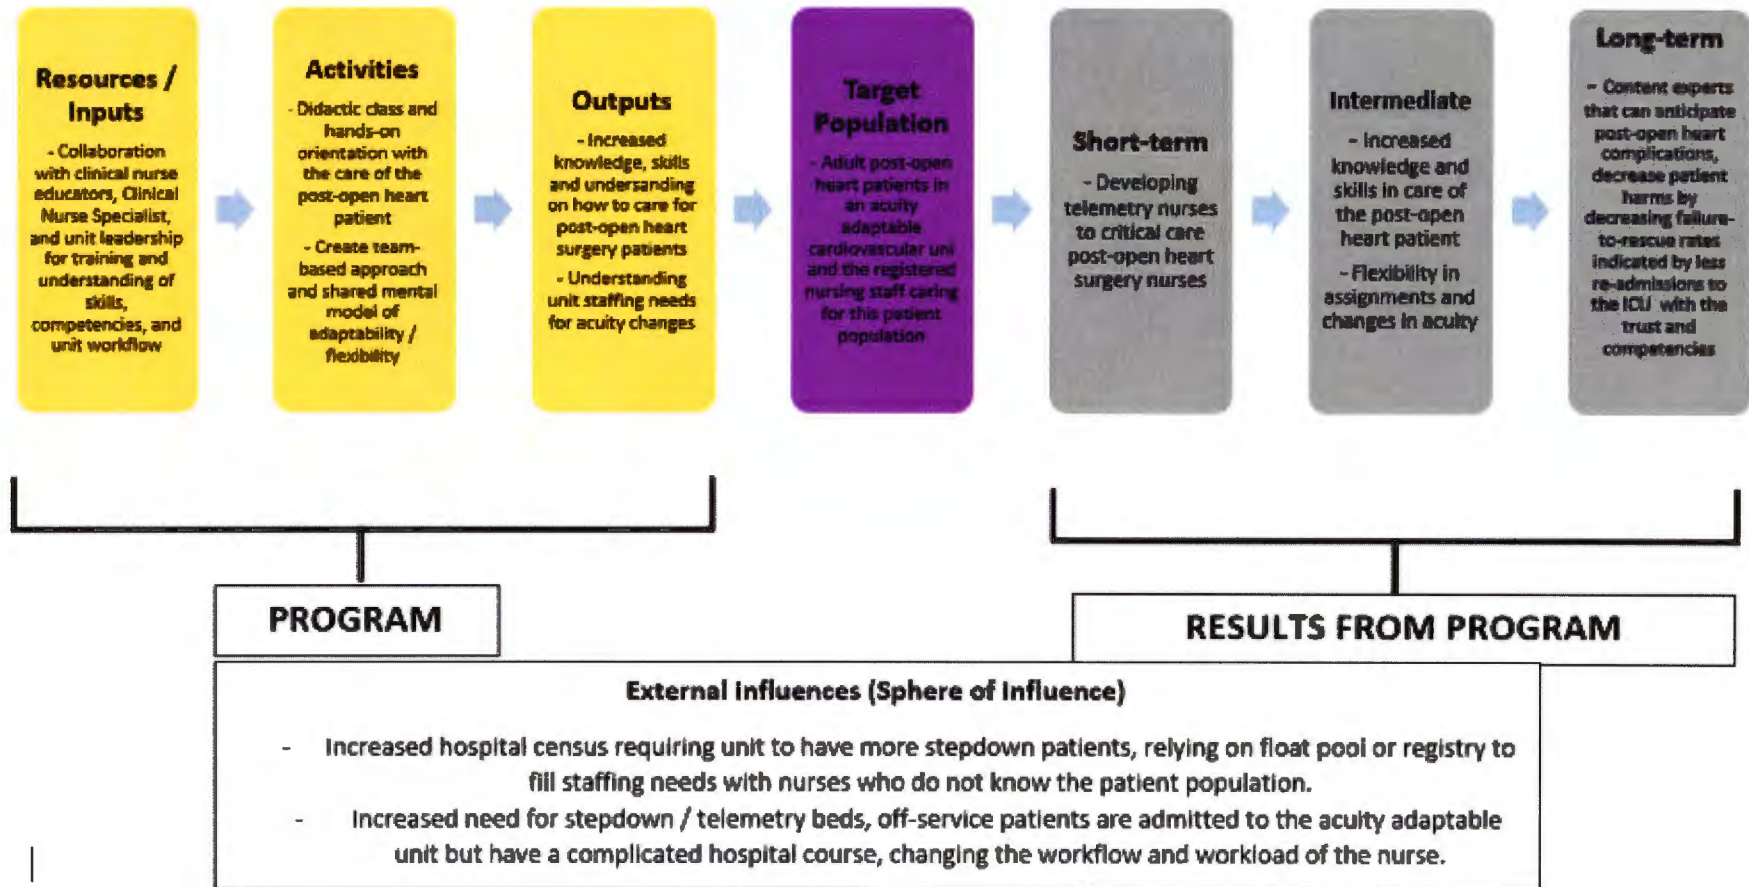 Resources /
Inputs
- Collaboration
with clinical nurse
educators, Clinical
Nurse Specialist,
and unit leadership
for training and
understanding of
skills,
competencies, and
unit workflow
Activities
- Didactic class and
hands-on
orientation with
the care of the
post-open heart
patient
- Create team-
based approach
and shared mental
model of
adaptability /
flexibility
Outputs
- Increased
knowledge, skills
and undersanding
on how to care for
post-open heart
surgery patients
- Understanding
unit staffing needs
for acuity changes
Target
Population
- Adult post-open
heart patients in
an acuity
adaptable
cardiovascular uni
and the registered
nursing staff caring
for this patient
population
Short-term
- Developing
telemetry nurses
to critical care
post-open heart
surgery nurses
Intermediate
- Increased
knowledge and
skills in care of
the post-open
heart patient
- Flexibility in
assignments and
changes in acuity
Long-term
- Content experts
that can anticipate
post-open heart
complications,
decrease patient
harms by
decreasing failure-
to-rescue rates
indicated by less
re-admissions to
the ICU with the
trust and
competencies
PROGRAM
RESULTS FROM PROGRAM
External Influences (Sphere of Influence)
- Increased hospital census requiring unit to have more stepdown patients, relying on float pool or registry to
fill staffing needs with nurses who do not know the patient population.
- Increased need for stepdown / telemetry beds, off-service patients are admitted to the acuity adaptable
unit but have a complicated hospital course, changing the workflow and workload of the nurse.